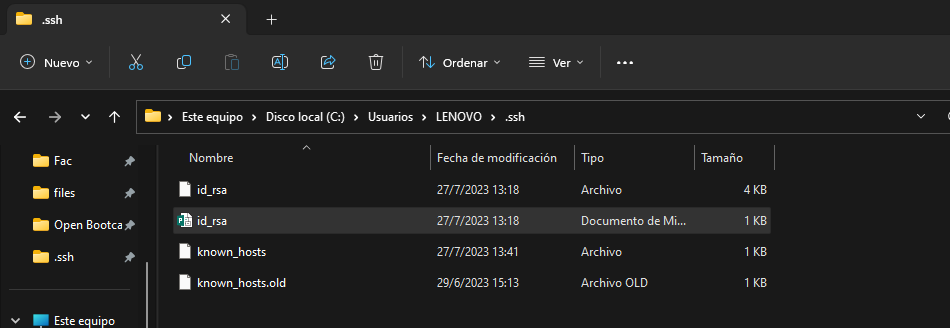 .ssh
Nuevo
Ordenar
Ver
Este equipo > Disco local (C:) > Usuarios > LENOVO > .ssh
Fac
files
Open Bootca
.ssh
Este equipo
Nombre Fecha de modificación Tipo Tamaño
id_rsa 27/7/2023 13:18 Archivo 4 KB
id_rsa 27/7/2023 13:18 Documento de Mi... 1 KB
known_hosts 27/7/2023 13:41 Archivo 1 KB
known_hosts.old 29/6/2023 15:13 Archivo OLD 1 KB